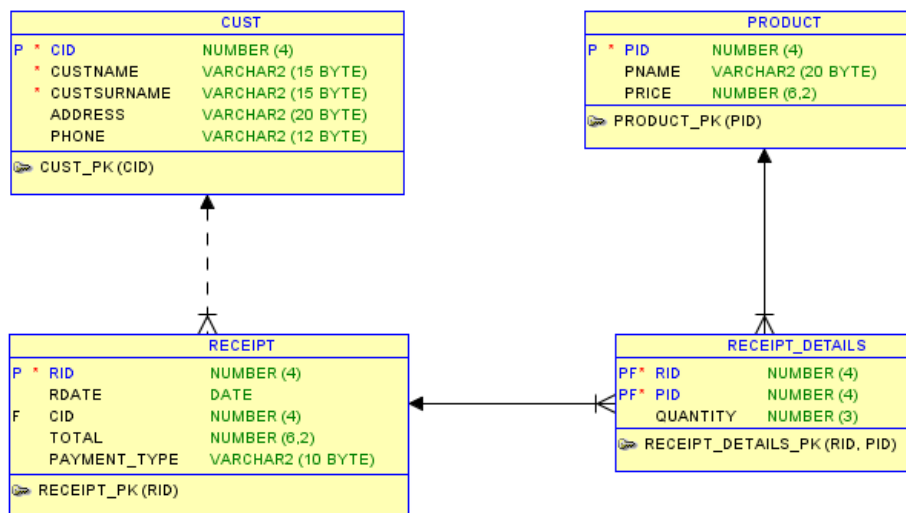 CUST
P * CID NUMBER (4)
* CUSTNAME VARCHAR2 (15 BYTE)
* CUSTSURNAME VARCHAR2 (15 BYTE)
ADDRESS VARCHAR2 (20 BYTE)
PHONE VARCHAR2 (12 BYTE)
CUST_PK (CID)
PRODUCT
P * PID NUMBER (4)
PNAME VARCHAR2 (20 BYTE)
PRICE NUMBER (6,2)
PRODUCT_PK (PID)
RECEIPT
P * RID NUMBER (4)
RDATE DATE
F CID NUMBER (4)
TOTAL NUMBER (6,2)
PAYMENT_TYPE VARCHAR2 (10 BYTE)
RECEIPT_PK (RID)
RECEIPT_DETAILS
PF* RID NUMBER (4)
PF* PID NUMBER (4)
QUANTITY NUMBER (3)
RECEIPT_DETAILS_PK (RID, PID)